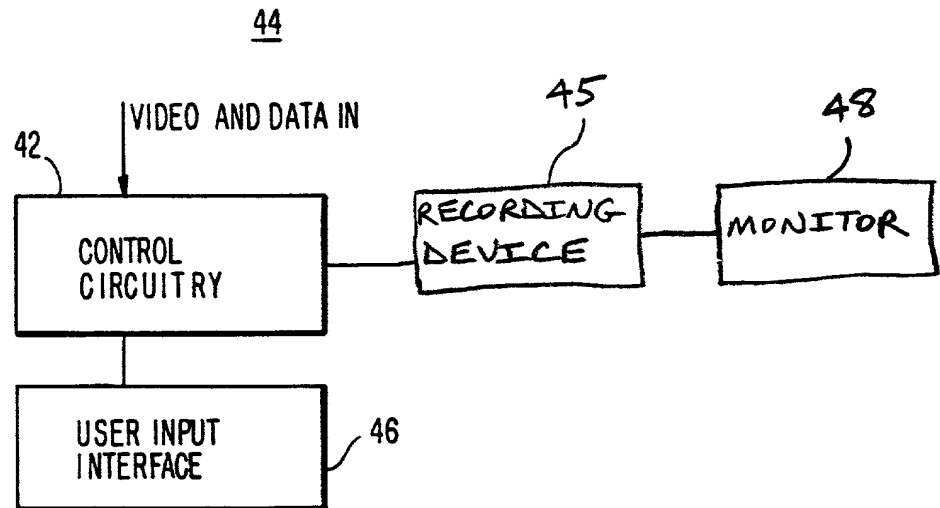 44
VIDEO AND DATA IN
42
45
48
CONTROL
CIRCUITRY
RECORDING
DEVICE
MONITOR
USER INPUT
INTERFACE
46